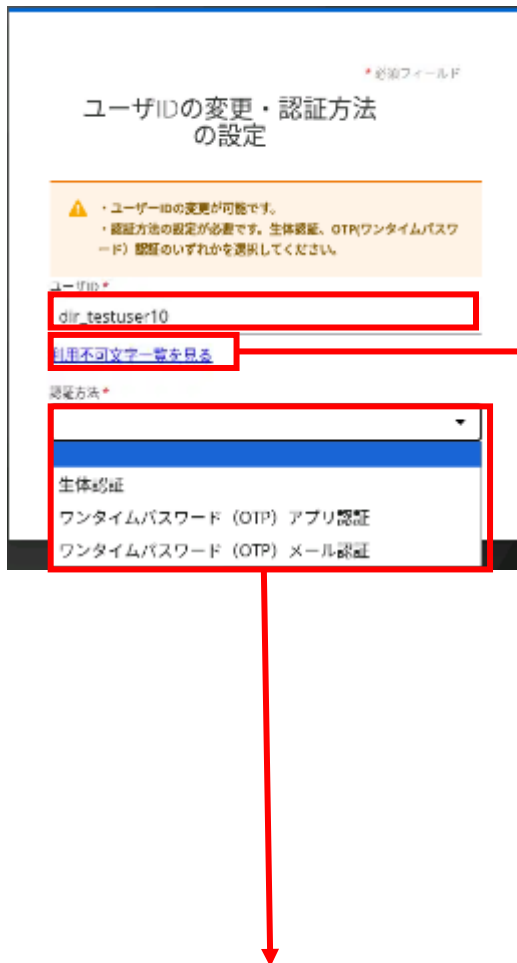 * 必須フィールド
ユーザIDの変更・認証方法
の設定
・ユーザーIDの変更が可能です。
・認証方法の設定が必要です。生体認証、OTP(ワンタイムパスワ
ード）認証のいずれかを選択してください。
ユーザID *
dir_testuser10
利用不可文字一覧を見る
認証方法 *
生体認証
ワンタイムパスワード（OTP）アプリ認証
ワンタイムパスワード（OTP）メール認証